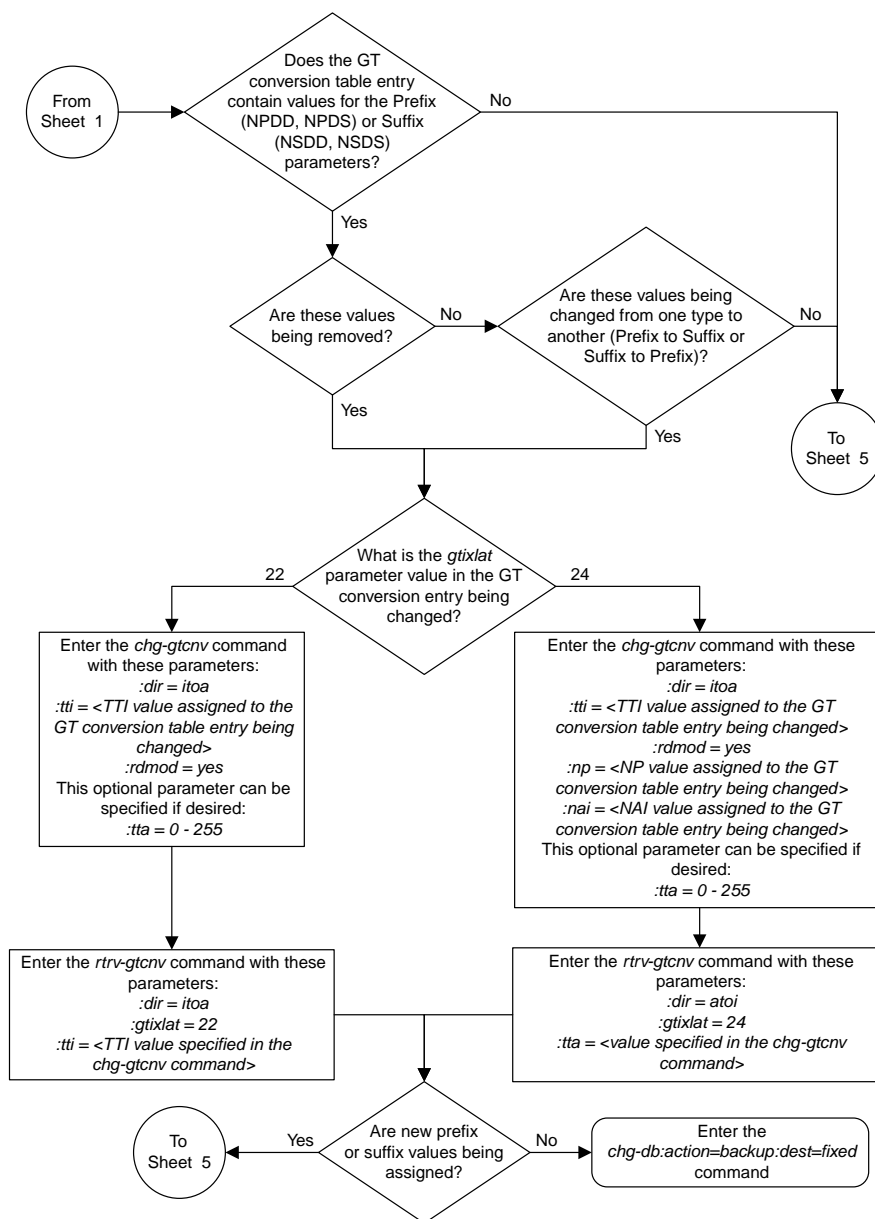 Does the GT
conversion table entry
contain values for the Prefix
(NPDD, NPDS) or Suffix
(NSDD, NSDS)
parameters?
From
Sheet 1
No
Yes
Are these values
being removed?
No
Are these values being
changed from one type to
another (Prefix to Suffix or
Suffix to Prefix)?
No
Yes
Yes
To
Sheet 5
What is the gtixlat
parameter value in the GT
conversion entry being
changed?
22
24
Enter the chg-gtcnv command
with these parameters:
:dir = itoa
:tti = <TTI value assigned to the
GT conversion table entry being
changed>
:rdmod = yes
This optional parameter can be
specified if desired:
:tta = 0 - 255
Enter the chg-gtcnv command with these
parameters:
:dir = itoa
:tti = <TTI value assigned to the GT
conversion table entry being changed>
:rdmod = yes
:np = <NP value assigned to the GT
conversion table entry being changed>
:nai = <NAI value assigned to the GT
conversion table entry being changed>
This optional parameter can be specified if
desired:
:tta = 0 - 255
Enter the rtrv-gtcnv command with these
parameters:
:dir = itoa
:gtixlat = 22
:tti = <TTI value specified in the
chg-gtcnv command>
Enter the rtrv-gtcnv command with these
parameters:
:dir = atoi
:gtixlat = 24
:tta = <value specified in the chg-gtcnv
command>
To
Sheet 5
Yes
Are new prefix
or suffix values being
assigned?
No
Enter the
chg-db:action=backup:dest=fixed
command